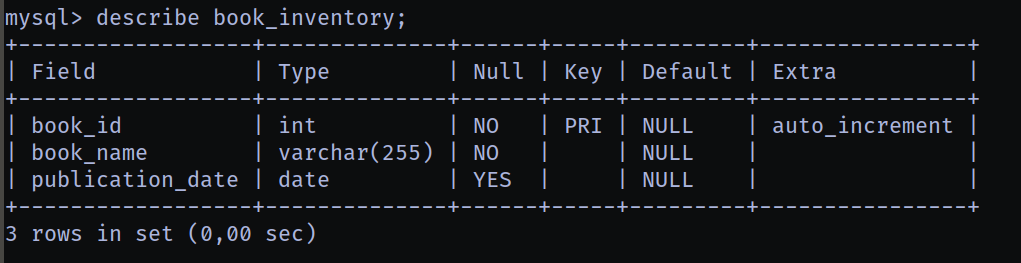 mysql> describe book_inventory;
+------------------+--------------+------+-----+---------+----------------+
| Field            | Type         | Null | Key | Default | Extra          |
+------------------+--------------+------+-----+---------+----------------+
| book_id          | int          | NO   | PRI | NULL    | auto_increment |
| book_name        | varchar(255) | NO   |     | NULL    |                |
| publication_date | date         | YES  |     | NULL    |                |
+------------------+--------------+------+-----+---------+----------------+
3 rows in set (0,00 sec)